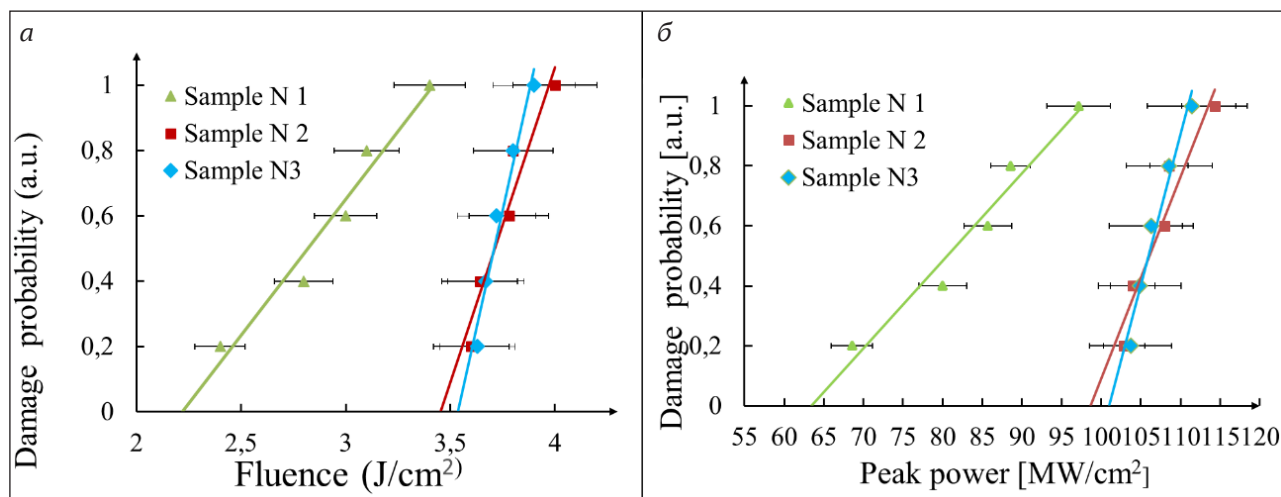 а
Damage probability (a.u.)
1
0,8
0,6
0,4
0,2
0
Sample N 1
Sample N 2
Sample N3
2 2,5 3 3,5 4
Fluence (J/cm²)
б
Damage probability [a.u.]
1
0,8
0,6
0,4
0,2
0
Sample N 1
Sample N 2
Sample N3
55 60 65 70 75 80 85 90 95 100 105 110 115 120
Peak power [MW/cm²]